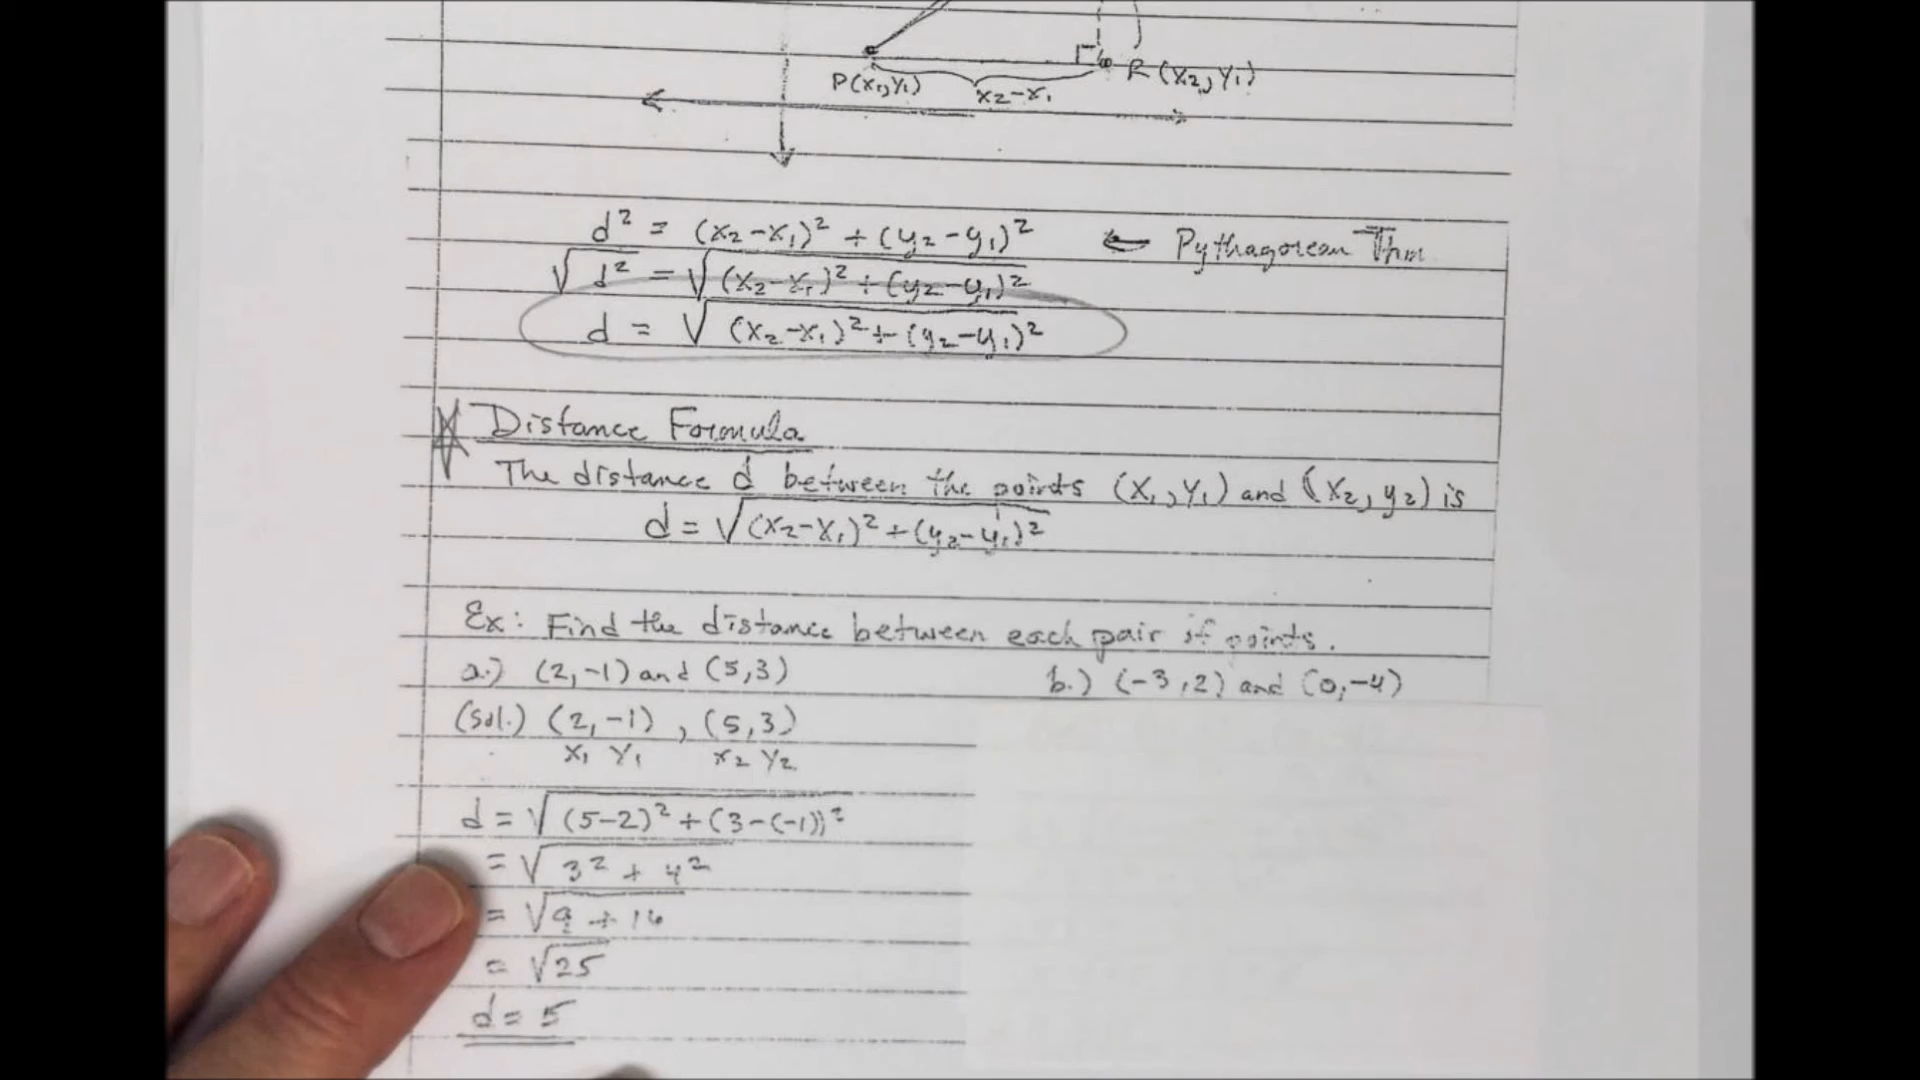 P(x₁,y₁)
x₂-x₁
R(x₂,y₁)
d² = (x₂-x₁)² + (y₂-y₁)² ← Pythagorean Thm
√d² = √(x₂-x₁)² + (y₂-y₁)²
d = √(x₂-x₁)² + (y₂-y₁)²
Distance Formula
The distance d between the points (x₁,y₁) and (x₂,y₂) is
d = √(x₂-x₁)² + (y₂-y₁)²
Ex: Find the distance between each pair of points.
a.) (2,-1) and (5,3)
b.) (-3,2) and (0,-4)
(Sol.) (2,-1), (5,3)
x₁ y₁ x₂ y₂
d = √(5-2)² + (3-(-1))²
= √3² + 4²
= √9 + 16
= √25
d = 5